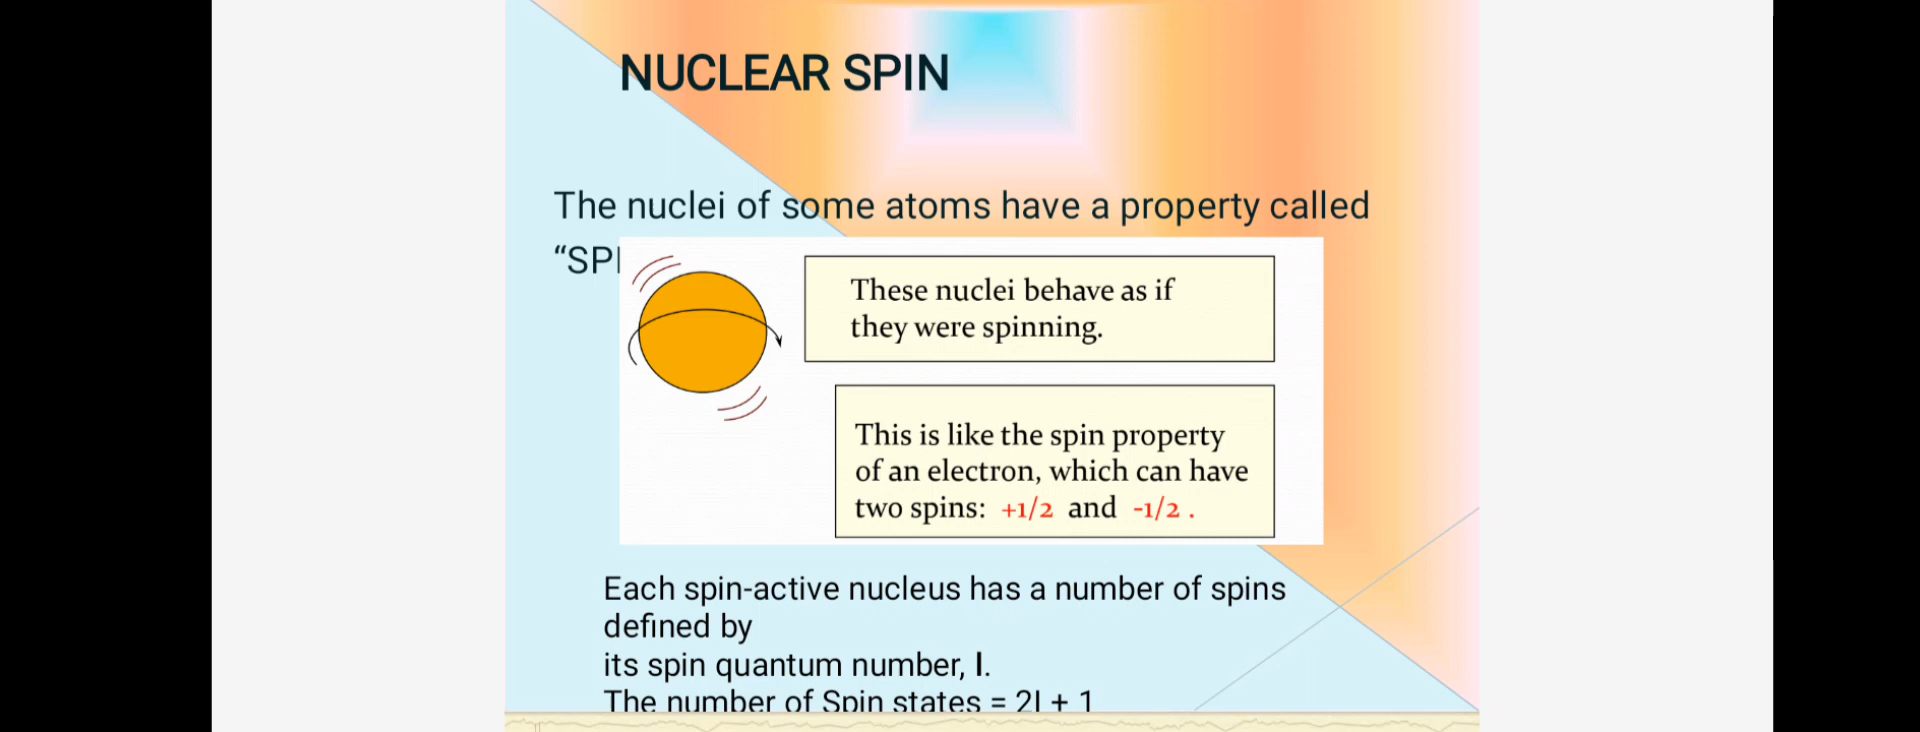 NUCLEAR SPIN
The nuclei of some atoms have a property called
“SPI
These nuclei behave as if
they were spinning.
This is like the spin property
of an electron, which can have
two spins: +1/2 and -1/2 .
Each spin-active nucleus has a number of spins
defined by
its spin quantum number, I.
The number of Spin states = 2I + 1